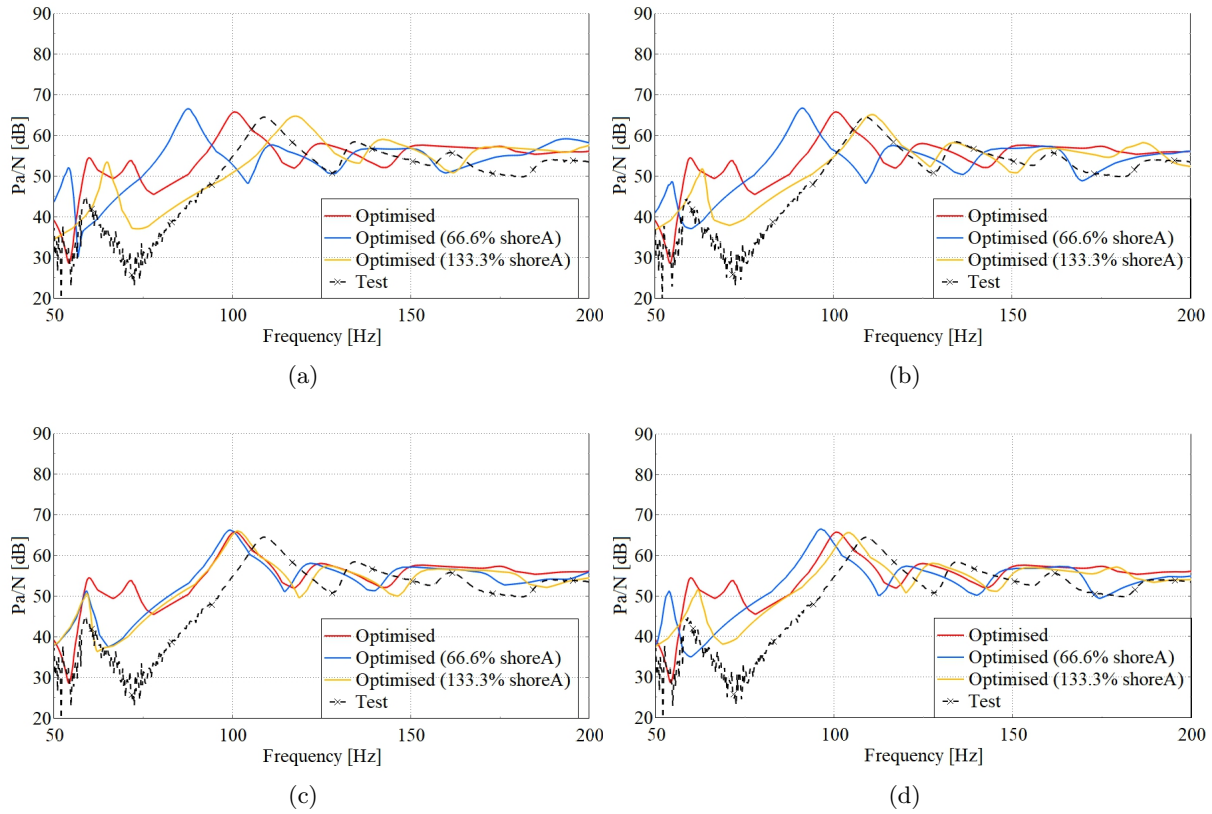 90
80
70
60
50
40
30
20
Pa/N [dB]
50 100 150 200
Frequency [Hz]
Optimised
Optimised (66.6% shoreA)
Optimised (133.3% shoreA)
Test
(a)
90
80
70
60
50
40
30
20
Pa/N [dB]
50 100 150 200
Frequency [Hz]
Optimised
Optimised (66.6% shoreA)
Optimised (133.3% shoreA)
Test
(b)
90
80
70
60
50
40
30
20
Pa/N [dB]
50 100 150 200
Frequency [Hz]
Optimised
Optimised (66.6% shoreA)
Optimised (133.3% shoreA)
Test
(c)
90
80
70
60
50
40
30
20
Pa/N [dB]
50 100 150 200
Frequency [Hz]
Optimised
Optimised (66.6% shoreA)
Optimised (133.3% shoreA)
Test
(d)